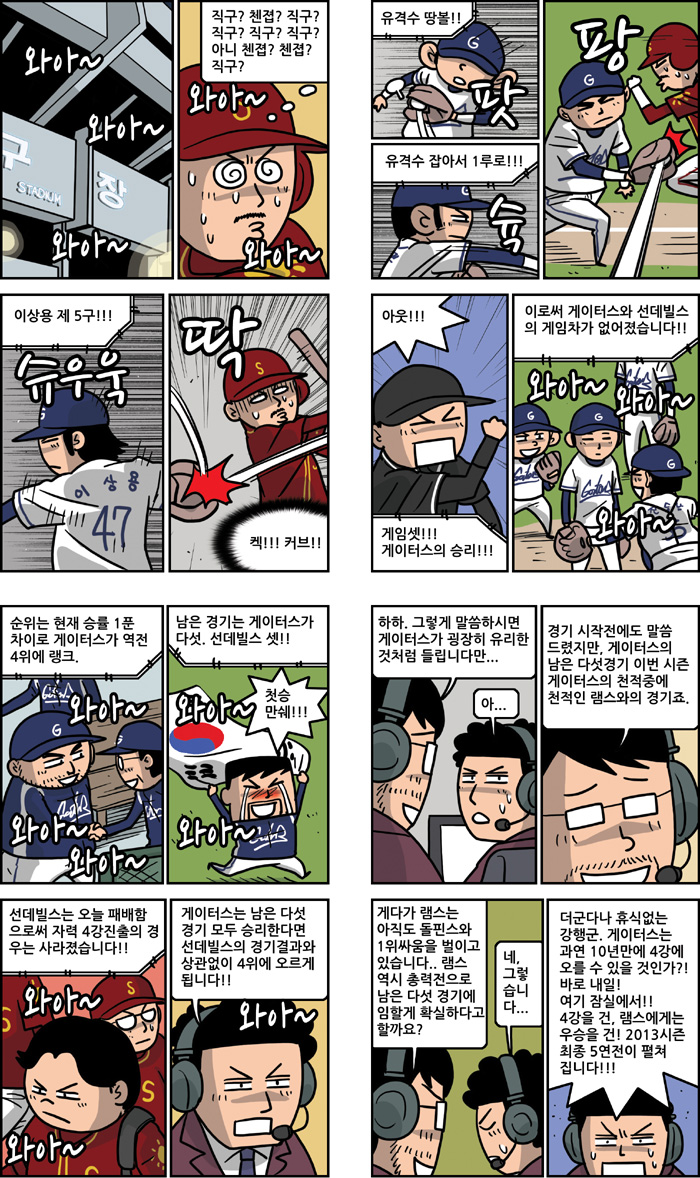 와아~
와아~
구
장
STADIUM
와아~
직구? 첸접? 직구?
직구? 직구? 직구?
아니 첸접? 첸접?
직구?
와아~
와아~
유격수 땅볼!!
팟
유격수 잡아서 1루로!!!
슉
G
팡
이상용 제 5구!!!
슈우욱
G
이상용
47
딱
S
켁!!! 커브!!
아웃!!!
게임셋!!!
게이터스의 승리!!!
이로써 게이터스와 선데빌스
의 게임차가 없어졌습니다!!
와아~
와아~
G
G
와아~
순위는 현재 승률 1푼
차이로 게이터스가 역전
4위에 랭크.
와아~
G
와아~
와아~
남은 경기는 게이터스가
다섯. 선데빌스 셋!!
첫승
만쉐!!!
와아~
와아~
하하. 그렇게 말씀하시면
게이터스가 굉장히 유리한
것처럼 들립니다만...
아...
경기 시작전에도 말씀
드렸지만, 게이터스의
남은 다섯경기 이번 시즌
게이터스의 천적중에
천적인 램스와의 경기죠.
선데빌스는 오늘 패배함
으로써 자력 4강진출의 경
우는 사라졌습니다!!
와아~
S
와아~
게이터스는 남은 다섯
경기 모두 승리한다면
선데빌스의 경기결과와
상관없이 4위에 오르게
됩니다!!
와아~
게다가 램스는
아직도 돌핀스와
1위싸움을 벌이고
있습니다.. 램스
역시 총력전으로
남은 다섯 경기에
임할게 확실하다고
할까요?
네,
그렇
습니
다...
더군다나 휴식없는
강행군. 게이터스는
과연 10년만에 4강에
오를 수 있을 것인가?!
바로 내일!
여기 잠실에서!!
4강을 건, 램스에게는
우승을 건! 2013시즌
최종 5연전이 펼쳐
집니다!!!